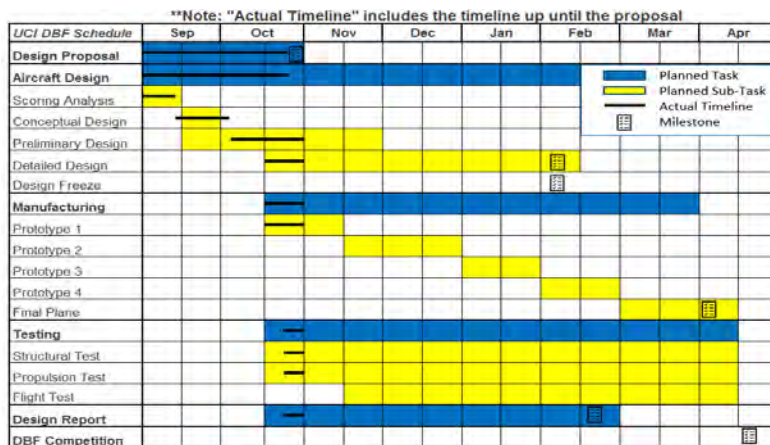 **Note: "Actual Timeline" includes the timeline up until the proposal
UCI DBF Schedule Sep Oct Nov Dec Jan Feb Mar Apr
Design Proposal
Aircraft Design
Planned Task
Scoring Analysis
Planned Sub-Task
Conceptual Design
Actual Timeline
Preliminary Design
Milestone
Detailed Design
Design Freeze
Manufacturing
Prototype 1
Prototype 2
Prototype 3
Prototype 4
Final Plane
Testing
Structural Test
Propulsion Test
Flight Test
Design Report
DBF Competition